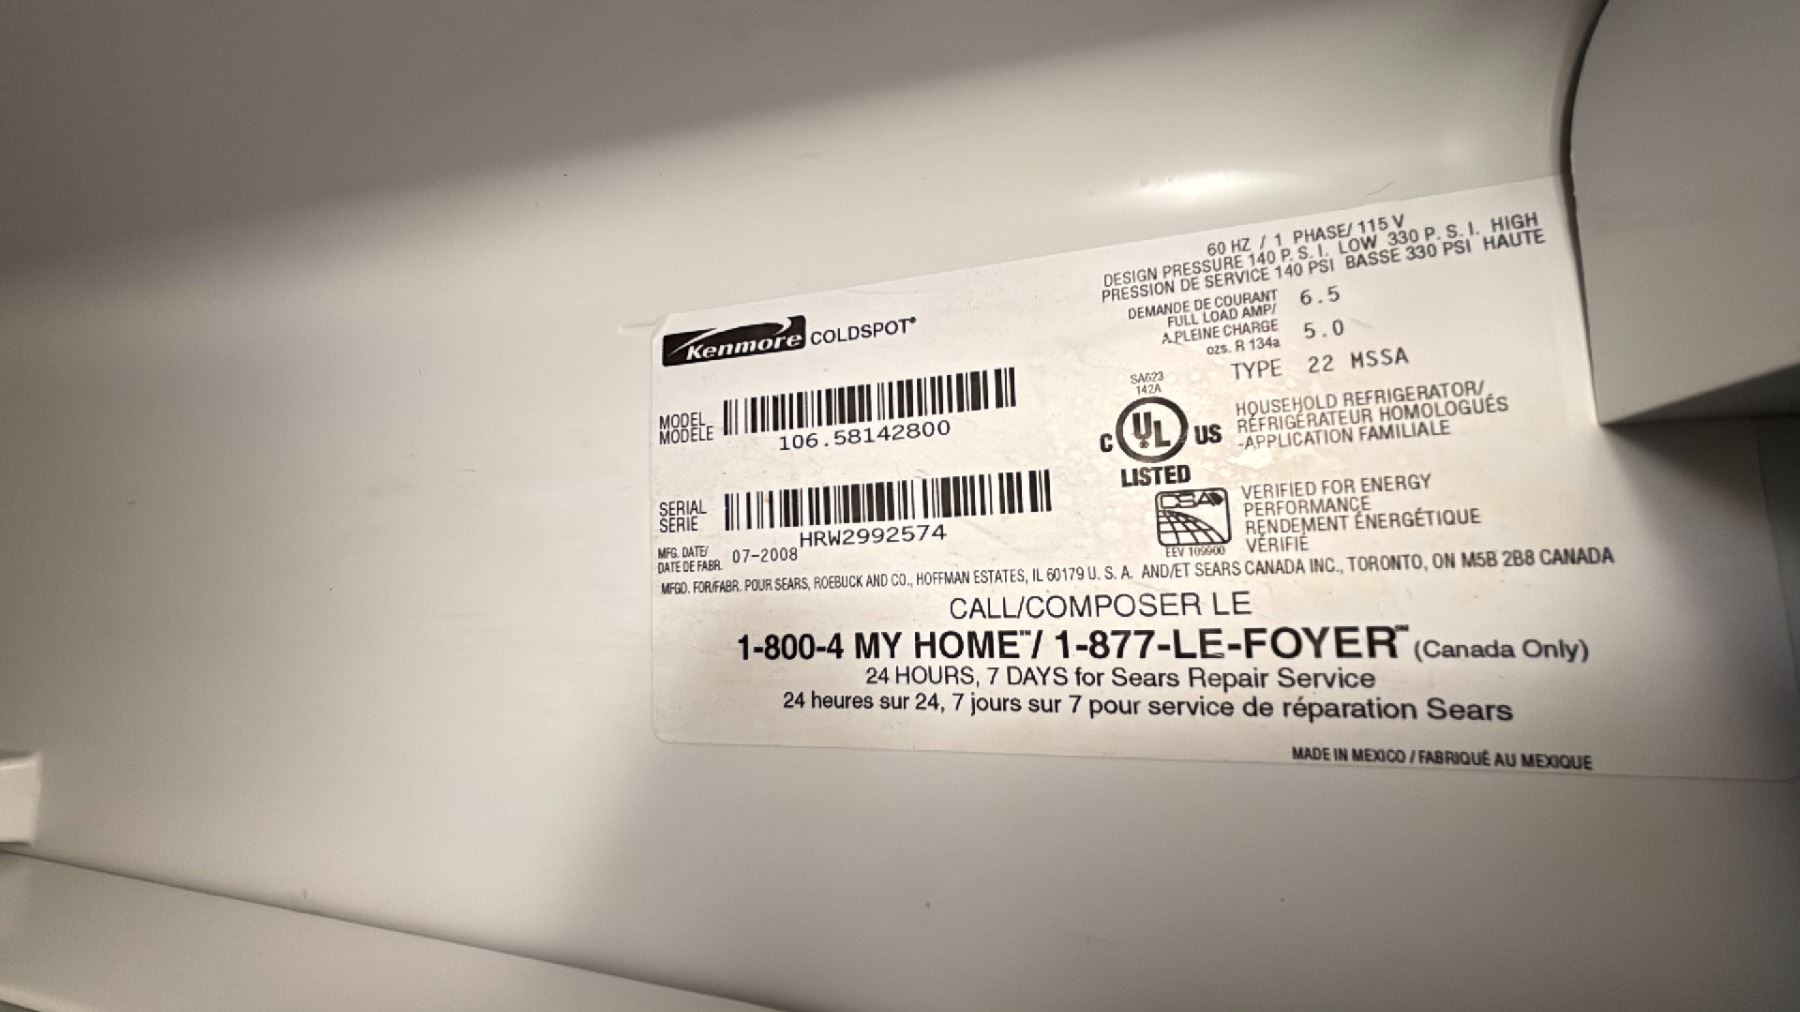 Kenmore COLDSPOT®
60 HZ / 1 PHASE/ 115 V
DESIGN PRESSURE 140 P. S. I. LOW 330 P. S. I. HIGH
PRESSION DE SERVICE 140 PSI BASSE 330 PSI HAUTE
DEMANDE DE COURANT
FULL LOAD AMP/
A.PLEINE CHARGE
6.5
ozs. R 134a 5.0
TYPE 22 MSSA
MODEL
MODÈLE
106.58142800
SERIAL
SÉRIE
HRW2992574
MFG. DATE/
DATE DE FABR.
07-2008
SA623
142A
C UL US
LISTED
HOUSEHOLD REFRIGERATOR/
RÉFRIGÉRATEUR HOMOLOGUÉS
-APPLICATION FAMILIALE
CSA
EEV 109900
VERIFIED FOR ENERGY
PERFORMANCE
RENDEMENT ÉNERGÉTIQUE
VÉRIFIÉ
MFGD. FOR/FABR. POUR SEARS, ROEBUCK AND CO., HOFFMAN ESTATES, IL 60179 U. S. A. AND/ET SEARS CANADA INC., TORONTO, ON M5B 2B8 CANADA
CALL/COMPOSER LE
1-800-4 MY HOME℠/ 1-877-LE-FOYER™ (Canada Only)
24 HOURS, 7 DAYS for Sears Repair Service
24 heures sur 24, 7 jours sur 7 pour service de réparation Sears
MADE IN MEXICO / FABRIQUÉ AU MEXIQUE